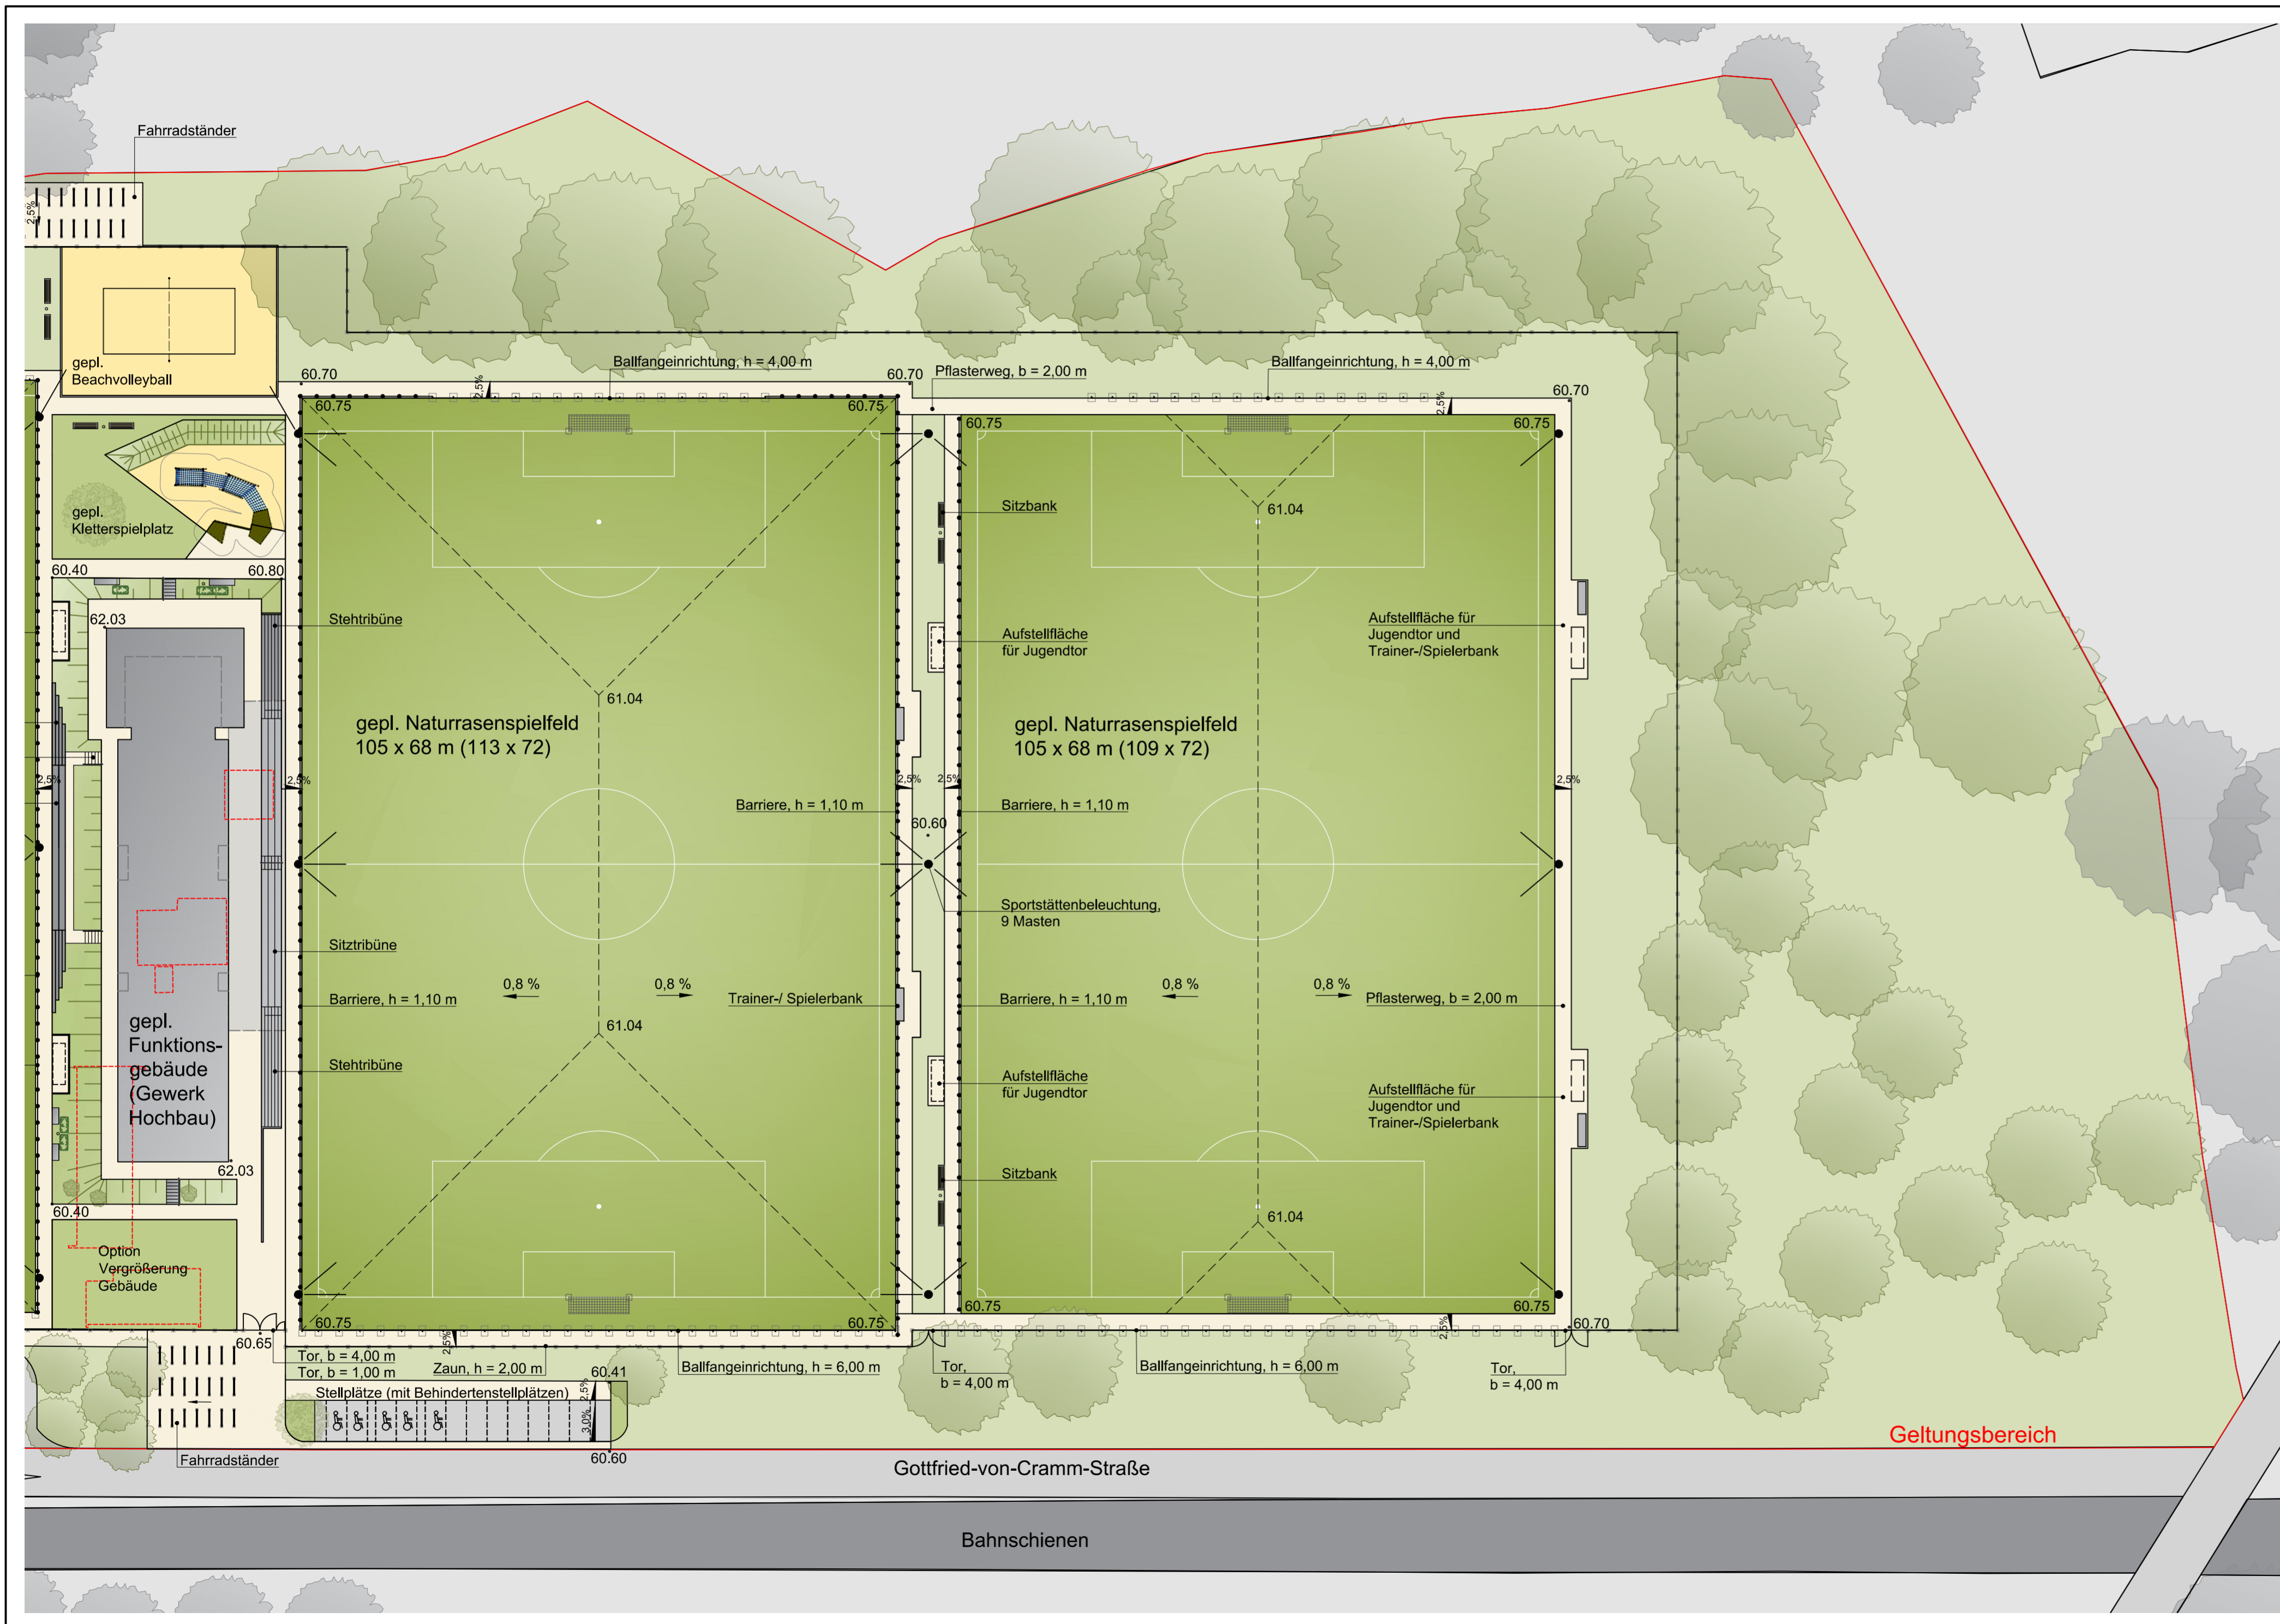 Fahrradständer
2,5%
gepl.
Beachvolleyball
60.70
2,5%
Ballfangeinrichtung, h = 4,00 m
60.70
Pflasterweg, b = 2,00 m
Ballfangeinrichtung, h = 4,00 m
2,5%
60.70
60.75
60.75
60.75
60.75
gepl.
Kletterspielplatz
Sitzbank
61.04
60.40
60.80
62.03
Stehtribüne
Aufstellfläche
für Jugendtor
Aufstellfläche für
Jugendtor und
Trainer-/Spielerbank
61.04
gepl. Naturrasenspielfeld
105 x 68 m (113 x 72)
gepl. Naturrasenspielfeld
105 x 68 m (109 x 72)
2,5%
2,5%
2,5%
2,5%
2,5%
Barriere, h = 1,10 m
Barriere, h = 1,10 m
60.60
Sportstättenbeleuchtung,
9 Masten
Sitztribüne
0,8 %
0,8 %
0,8 %
0,8 %
Barriere, h = 1,10 m
Trainer-/ Spielerbank
Barriere, h = 1,10 m
Pflasterweg, b = 2,00 m
61.04
gepl.
Funktions-
gebäude
(Gewerk
Hochbau)
Stehtribüne
Aufstellfläche
für Jugendtor
Aufstellfläche für
Jugendtor und
Trainer-/Spielerbank
62.03
Sitzbank
60.40
61.04
Option
Vergrößerung
Gebäude
60.75
60.75
60.75
60.75
60.70
60.65
2,5%
2,5%
Tor, b = 4,00 m
Tor, b = 1,00 m
Zaun, h = 2,00 m
60.41
Ballfangeinrichtung, h = 6,00 m
Tor,
b = 4,00 m
Ballfangeinrichtung, h = 6,00 m
Tor,
b = 4,00 m
Stellplätze (mit Behindertenstellplätzen)
2,5%
3,0%
Fahrradständer
60.60
Geltungsbereich
Gottfried-von-Cramm-Straße
Bahnschienen